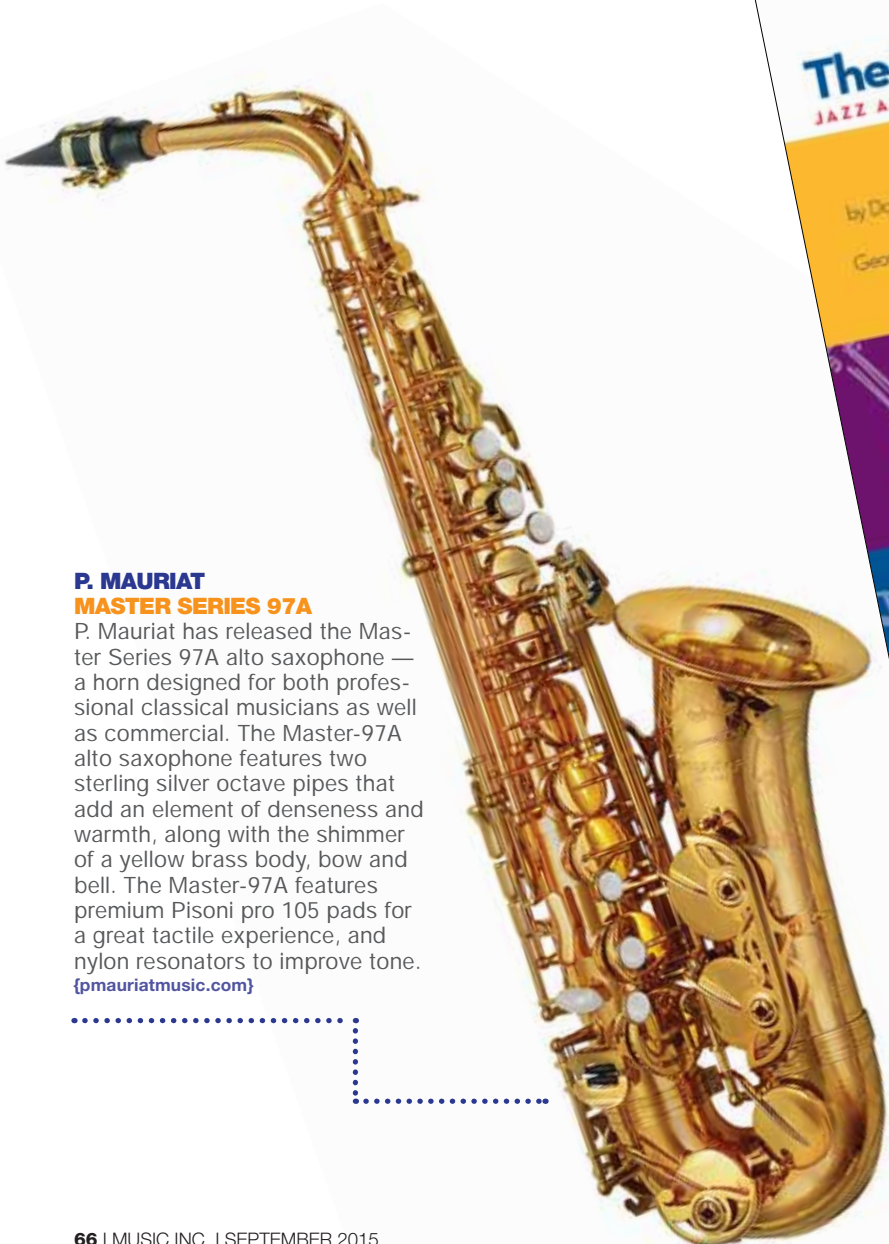 The
JAZZ A
by Do
Geor
P. MAURIAT
MASTER SERIES 97A
P. Mauriat has released the Mas-
ter Series 97A alto saxophone —
a horn designed for both profes-
sional classical musicians as well
as commercial. The Master-97A
alto saxophone features two
sterling silver octave pipes that
add an element of denseness and
warmth, along with the shimmer
of a yellow brass body, bow and
bell. The Master-97A features
premium Pisoni pro 105 pads for
a great tactile experience, and
nylon resonators to improve tone.
{pmauriatmusic.com}
66 I MUSIC INC. I SEPTEMBER 2015